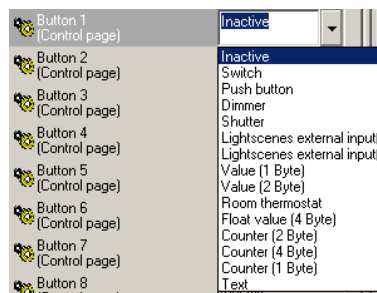 Button 1
(Control page)
Inactive
Button 2
(Control page)
Button 3
(Control page)
Button 4
(Control page)
Button 5
(Control page)
Button 6
(Control page)
Button 7
(Control page)
Button 8
Inactive
Switch
Push button
Dimmer
Shutter
Lightscenes external input
Lightscenes external input
Value (1 Byte)
Value (2 Byte)
Room thermostat
Float value (4 Byte)
Counter (2 Byte)
Counter (4 Byte)
Counter (1 Byte)
Text